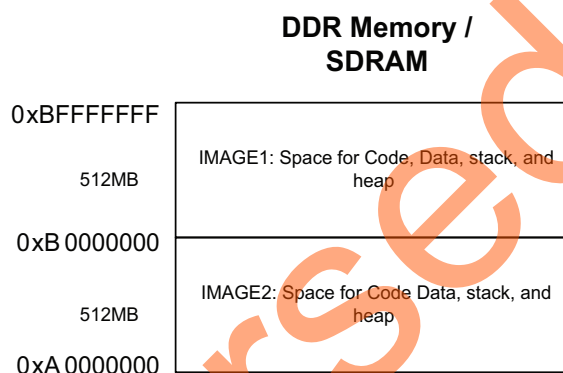 DDR Memory /
SDRAM
0xBFFFFFFF
IMAGE1: Space for Code, Data, stack, and
heap
512MB
0xB 0000000
IMAGE2: Space for Code Data, stack, and
heap
512MB
0xA 0000000